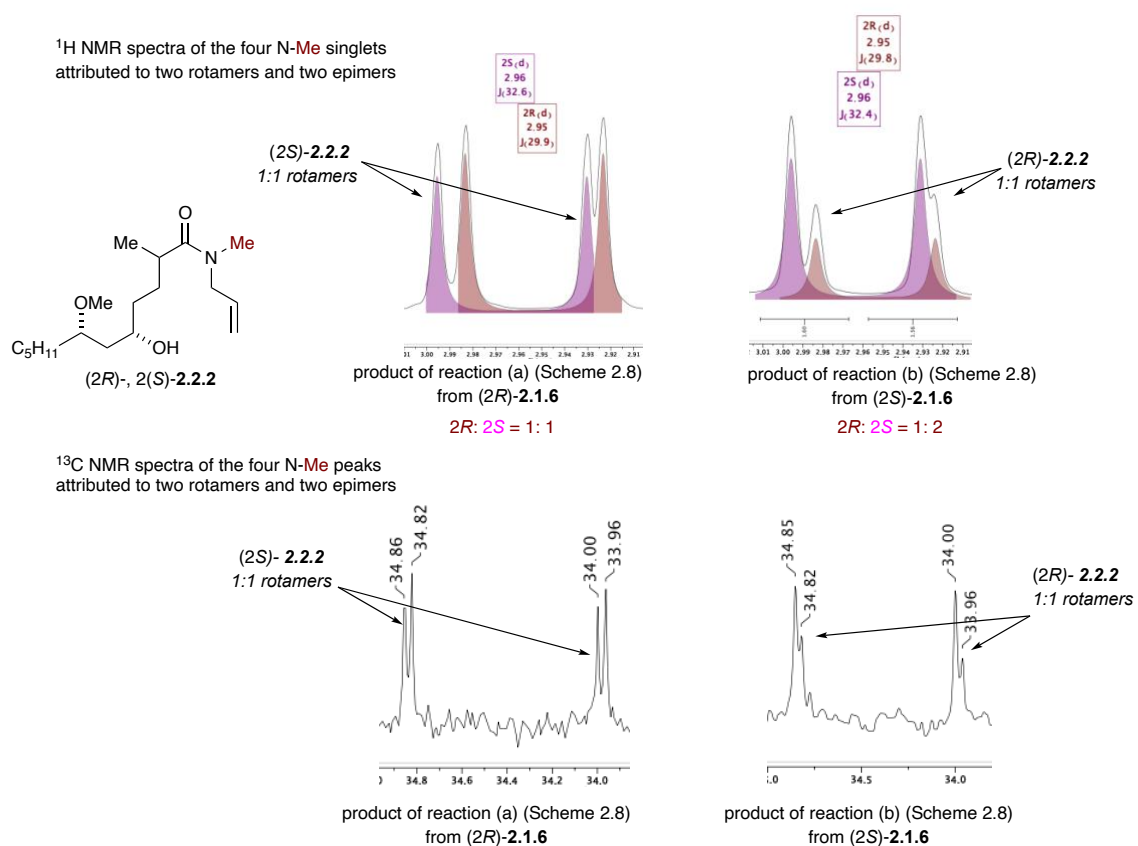 ¹H NMR spectra of the four N-Me singlets
attributed to two rotamers and two epimers
2S(d)
2.96
J(32.6)
2R(d)
2.95
J(29.9)
2R(d)
2.95
J(29.8)
2S(d)
2.96
J(32.4)
(2S)-2.2.2
1:1 rotamers
(2R)-2.2.2
1:1 rotamers
O
Me
N
Me
OMe
C₅H₁₁
OH
(2R)-, 2(S)-2.2.2
01 3.00 2.99 2.98 2.97 2.96 2.95 2.94 2.93 2.92 2.91
1.00
1.56
3.01 3.00 2.99 2.98 2.97 2.96 2.95 2.94 2.93 2.92 2.91
product of reaction (a) (Scheme 2.8)
from (2R)-2.1.6
2R: 2S = 1: 1
product of reaction (b) (Scheme 2.8)
from (2S)-2.1.6
2R: 2S = 1: 2
¹³C NMR spectra of the four N-Me peaks
attributed to two rotamers and two epimers
(2S)- 2.2.2
1:1 rotamers
34.86
34.82
34.00
33.96
34.85
34.82
34.00
33.96
(2R)- 2.2.2
1:1 rotamers
34.8 34.6 34.4 34.2 34.0
5.0 34.5 34.0
product of reaction (a) (Scheme 2.8)
from (2R)-2.1.6
product of reaction (b) (Scheme 2.8)
from (2S)-2.1.6